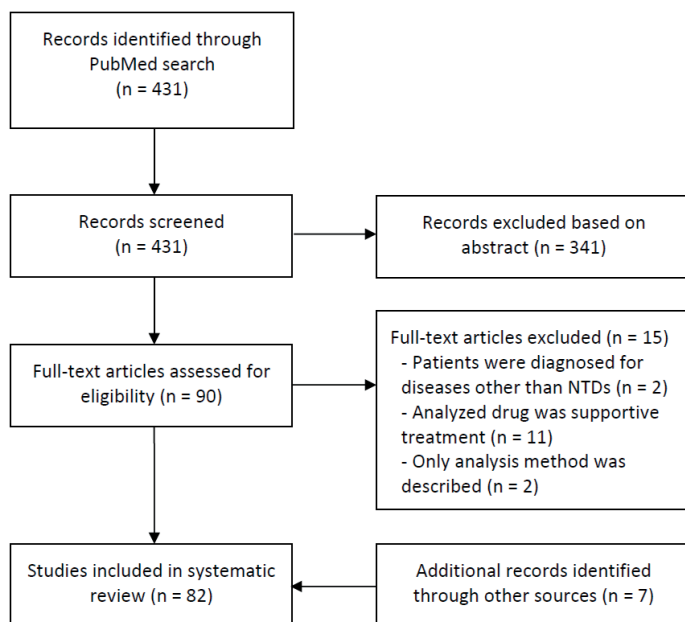 Records identified through
PubMed search
(n = 431)
Records screened
(n = 431)
Records excluded based on
abstract (n = 341)
Full-text articles assessed for
eligibility (n = 90)
Full-text articles excluded (n = 15)
- Patients were diagnosed for
diseases other than NTDs (n = 2)
- Analyzed drug was supportive
treatment (n = 11)
- Only analysis method was
described (n = 2)
Studies included in systematic
review (n = 82)
Additional records identified
through other sources (n = 7)